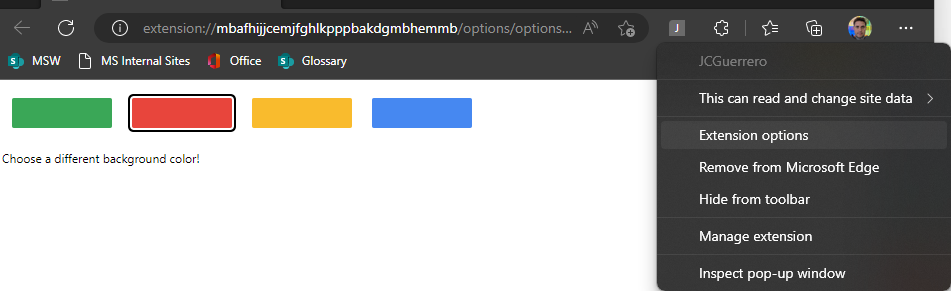 extension://mbafhijjcemjfghlkpppbakdgmbhemmb/options/options...
A
J
MSW
MS Internal Sites
Office
Glossary
Choose a different background color!
JCGuerrero
This can read and change site data
Extension options
Remove from Microsoft Edge
Hide from toolbar
Manage extension
Inspect pop-up window